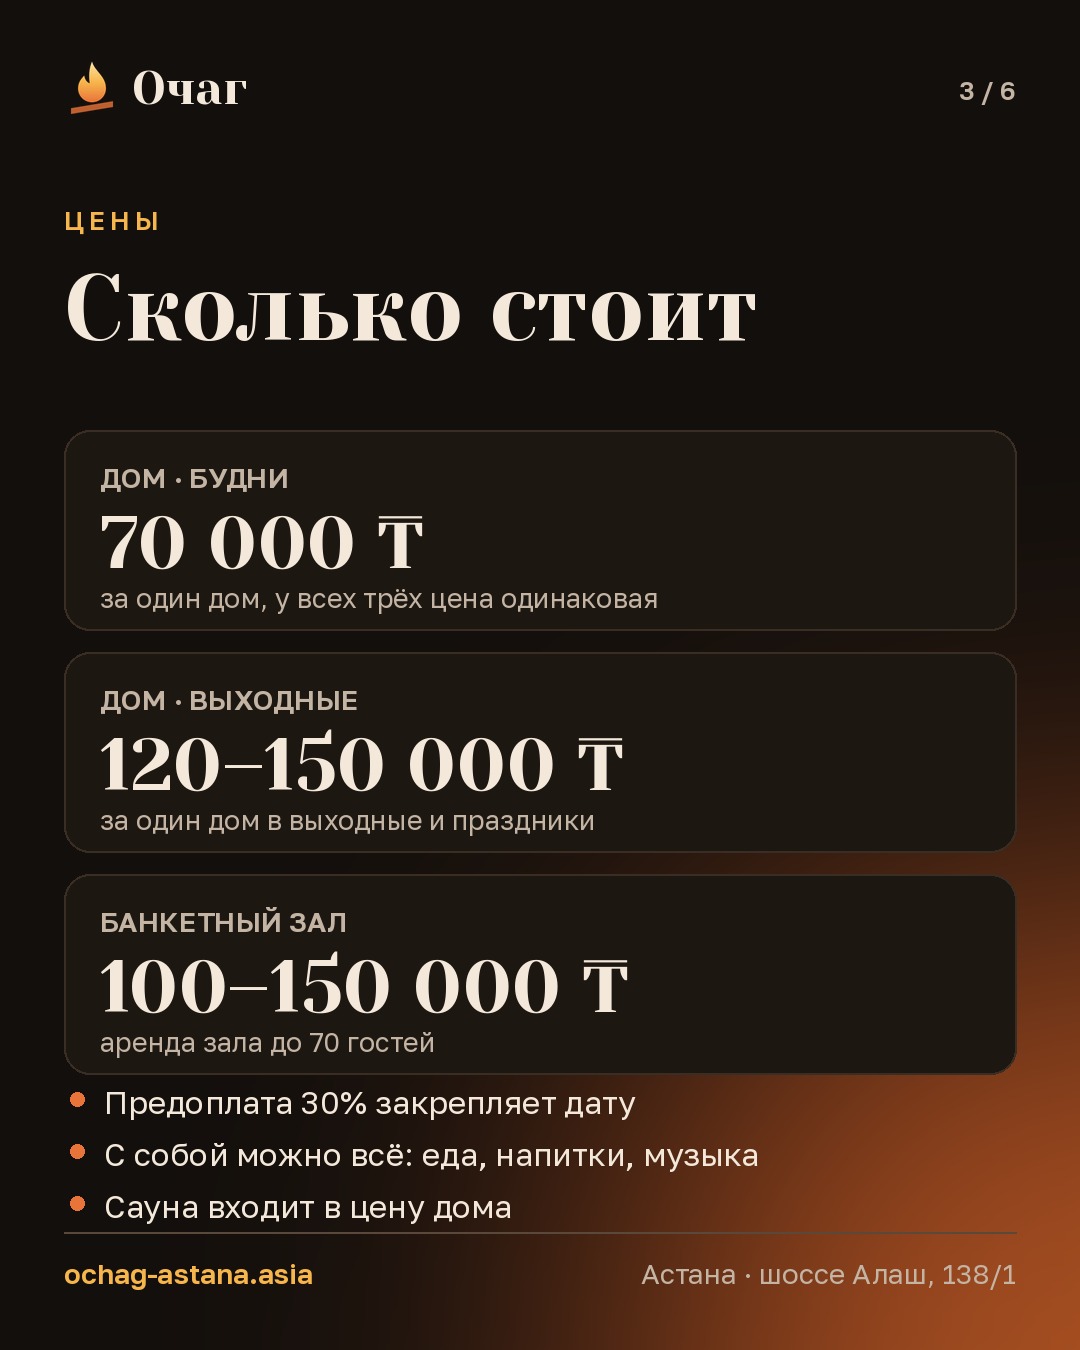 Очаг
3 / 6
ЦЕНЫ
Сколько стоит
ДОМ · БУДНИ
70 000 ₸
за один дом, у всех трёх цена одинаковая
ДОМ · ВЫХОДНЫЕ
120–150 000 ₸
за один дом в выходные и праздники
БАНКЕТНЫЙ ЗАЛ
100–150 000 ₸
аренда зала до 70 гостей
Предоплата 30% закрепляет дату
С собой можно всё: еда, напитки, музыка
Сауна входит в цену дома
ochag-astana.asia
Астана · шоссе Алаш, 138/1